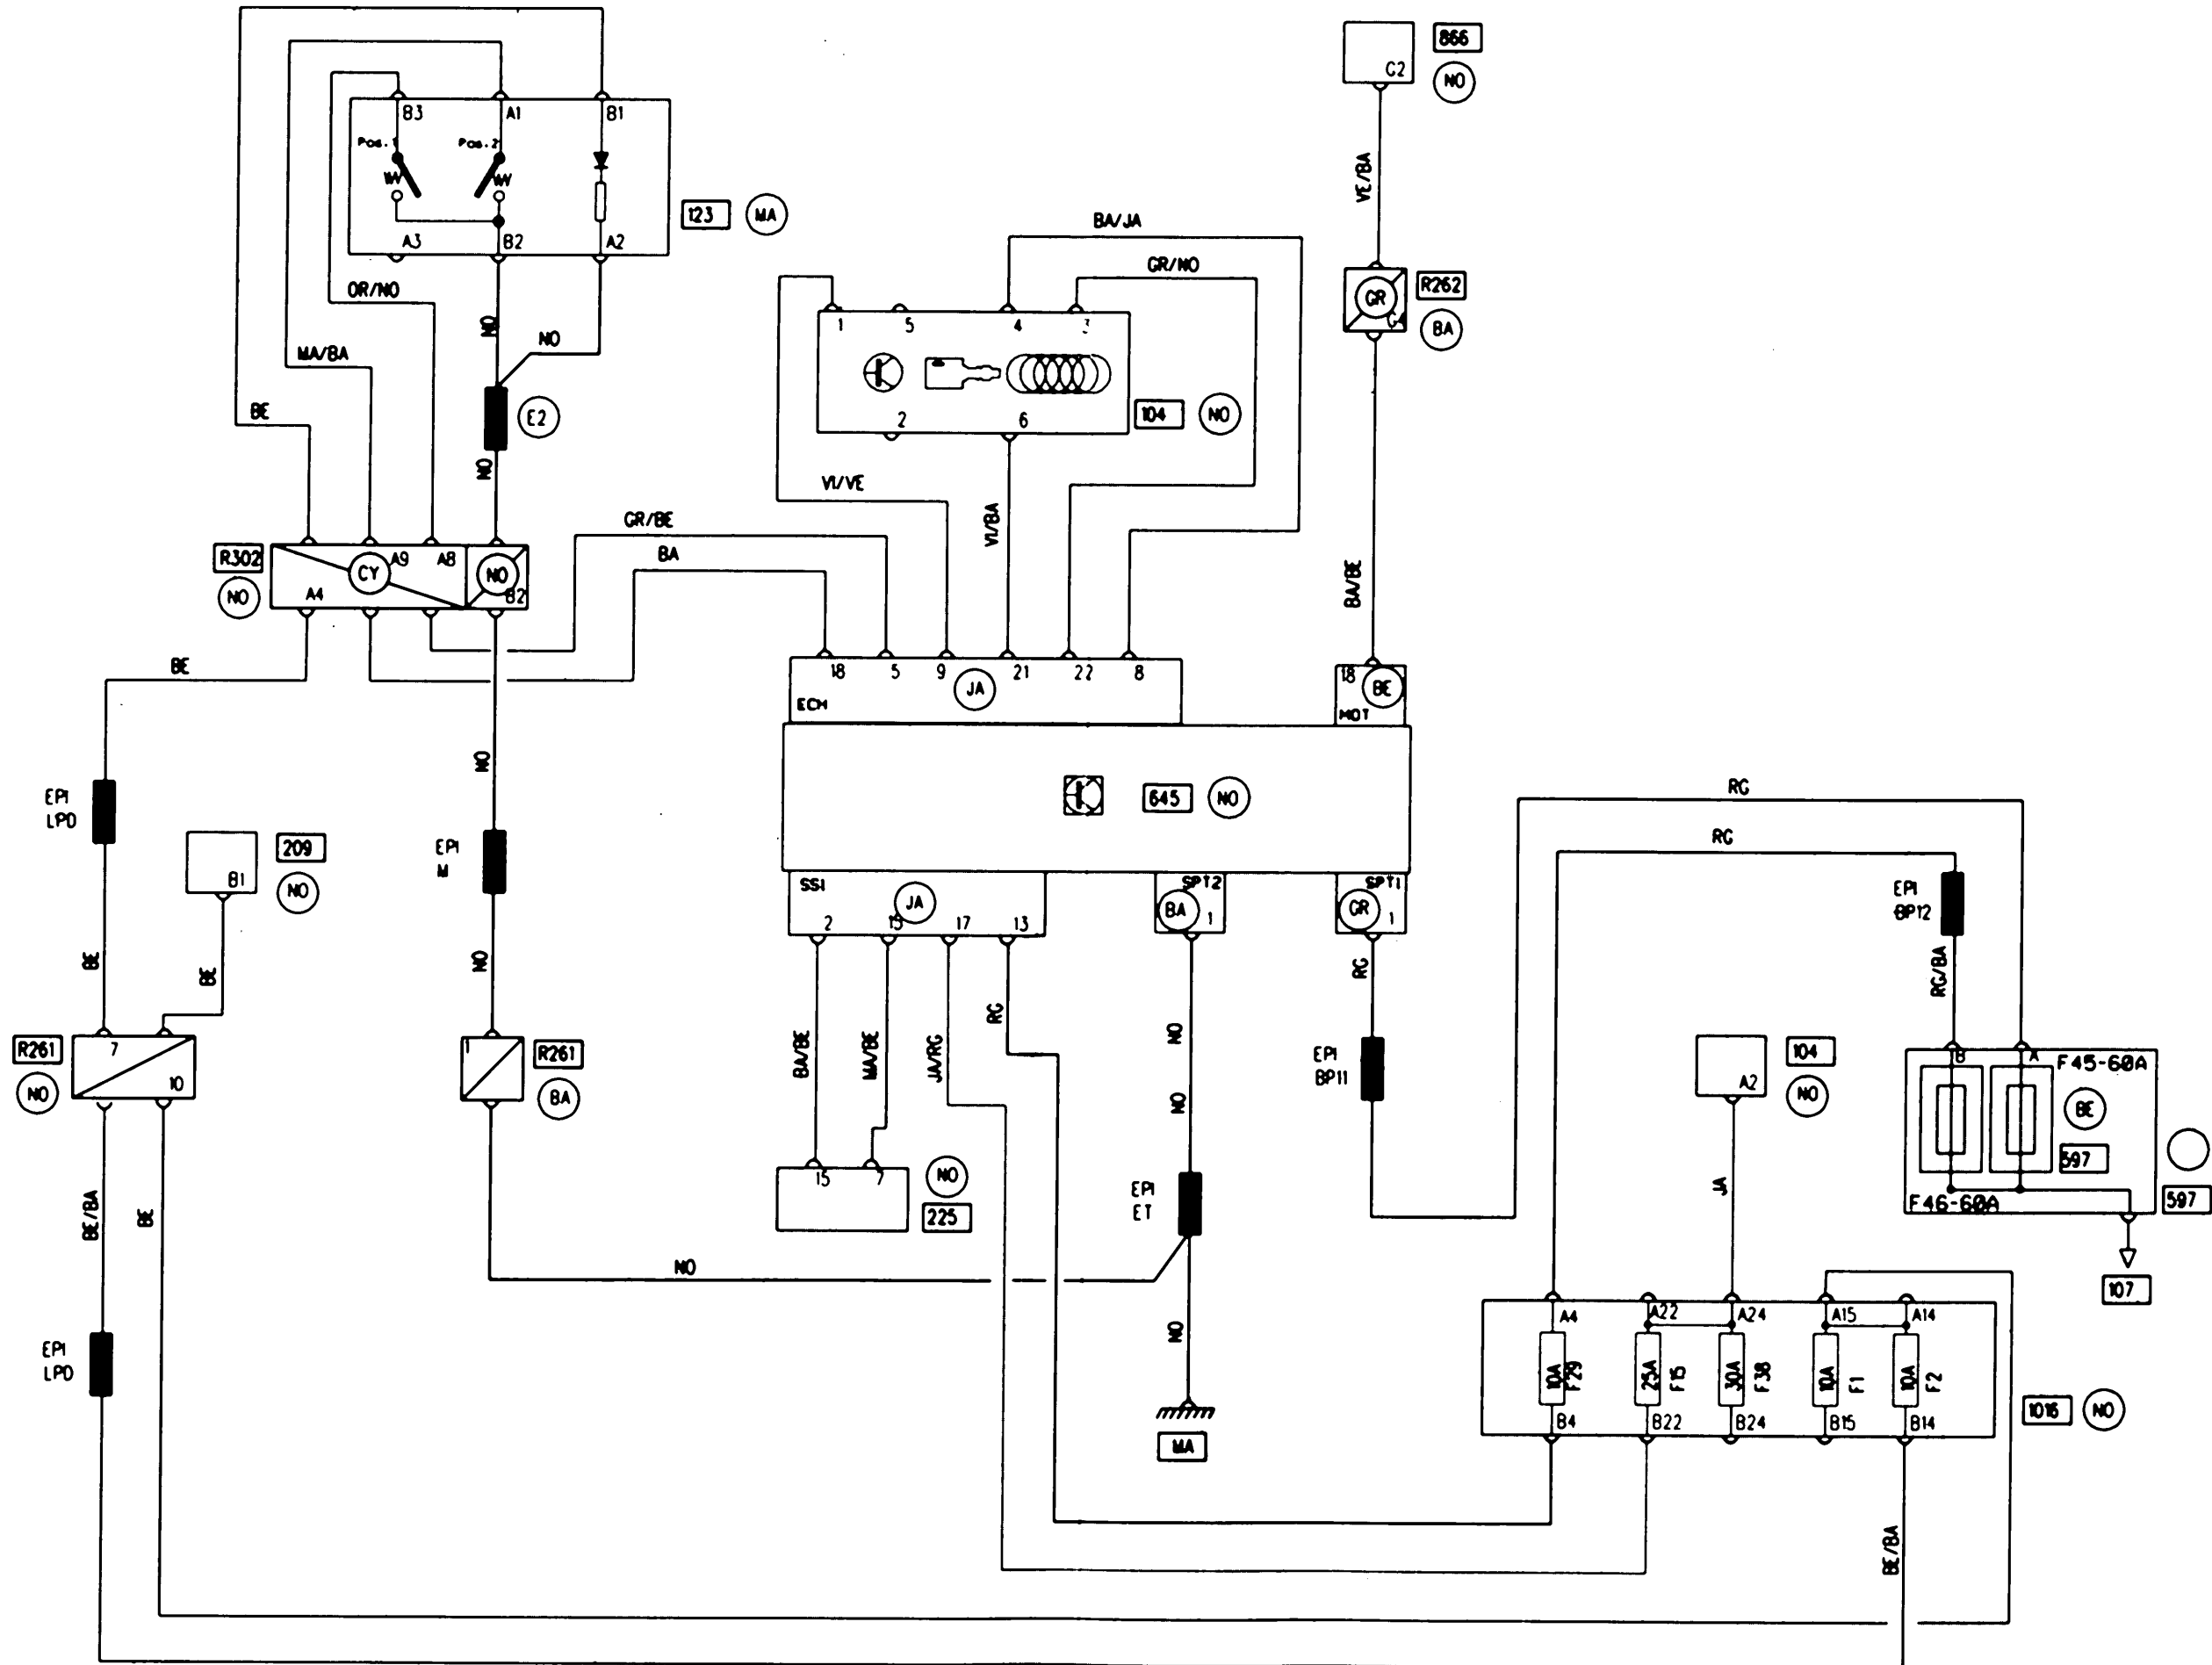 866
C2
NO
B3 A1 B1
Pos.1 Pos.2
VE/BA
123 MA
A3 B2 A2
BA/JA
GR/NO
OR/NO
GR
R262
BA
NO
NO
1 5 4 3
MA/BA
BE
E2
2 6
104 NO
NO
VI/VE
VI/BA
GR/BE
BA
BA/BE
R302
NO
CY
A9 A8
NO
A4
B2
BE
18 5 9 21 22 8
JA
ECH
18
BE
MOT
NO
EPI
LPD
EPI
M
645 NO
RG
RG
209
B1
NO
SSI
JA
2 15 17 13
SPT2
BA
1
SPT1
GR
1
EPI
BP12
BE
BE
NO
RG/BA
RG
RG
R261
NO
7
10
1
R261
BA
BA/BE
MA/BE
JA/RG
NO
NO
EPI
BP11
104
A2
NO
B A
F45-60A
BE
597
F46-60A
597
BE/BA
BE
15 7
NO
225
EPI
ET
JA
NO
107
EPI
LPD
NO
A4 A22 A24 A15 A14
10A F29
25A F15
30A F38
10A F1
10A F2
B4 B22 B24 B15 B14
1016 NO
MA
BE/BA